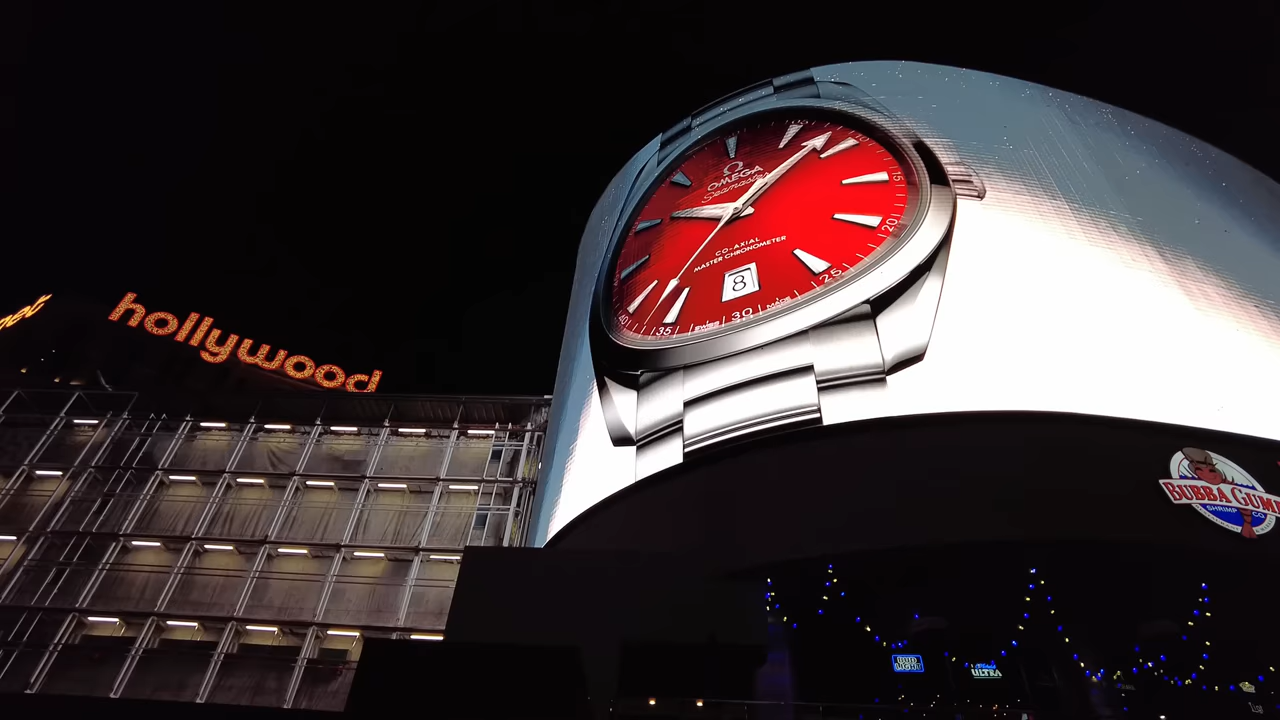 hollywood
OMEGA
Seamaster
CO-AXIAL
MASTER CHRONOMETER
8
15
20
25
30
35
40
SWISS
MADE
BUBBA GUMP
SHRIMP CO
BUD
LIGHT
ULTRA